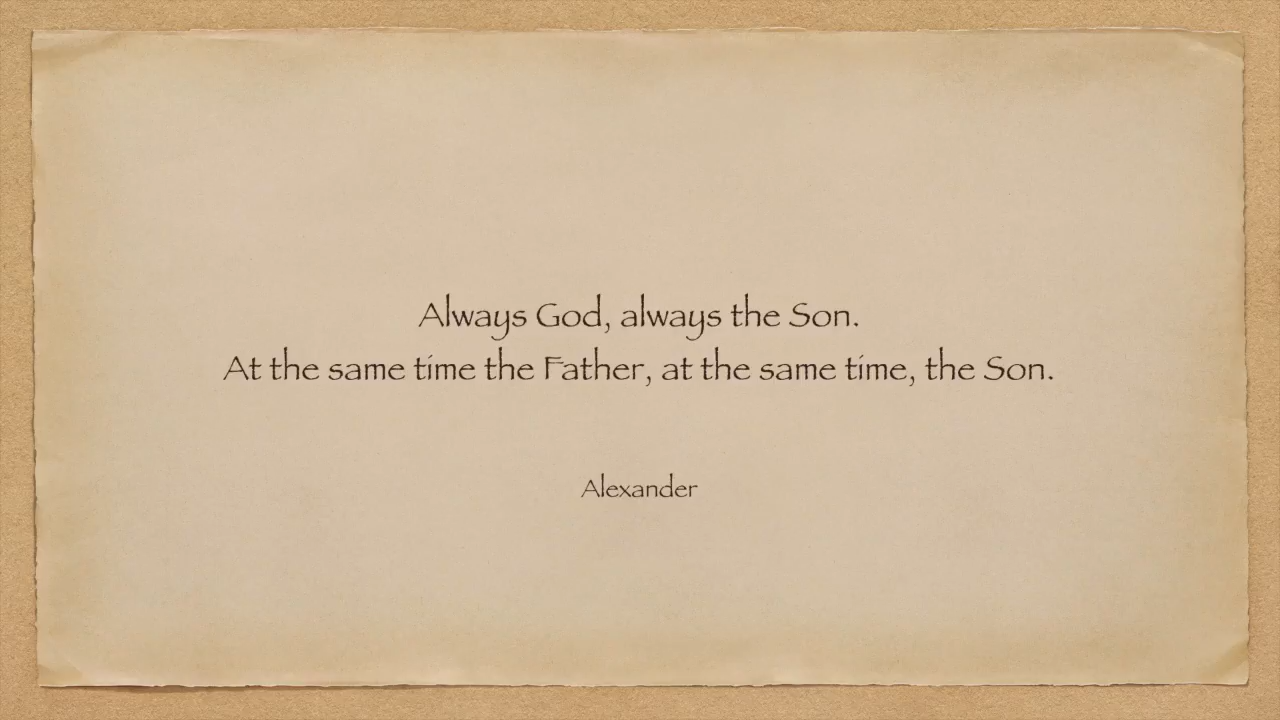 Always God, always the Son.
At the same time the Father, at the same time, the Son.
Alexander